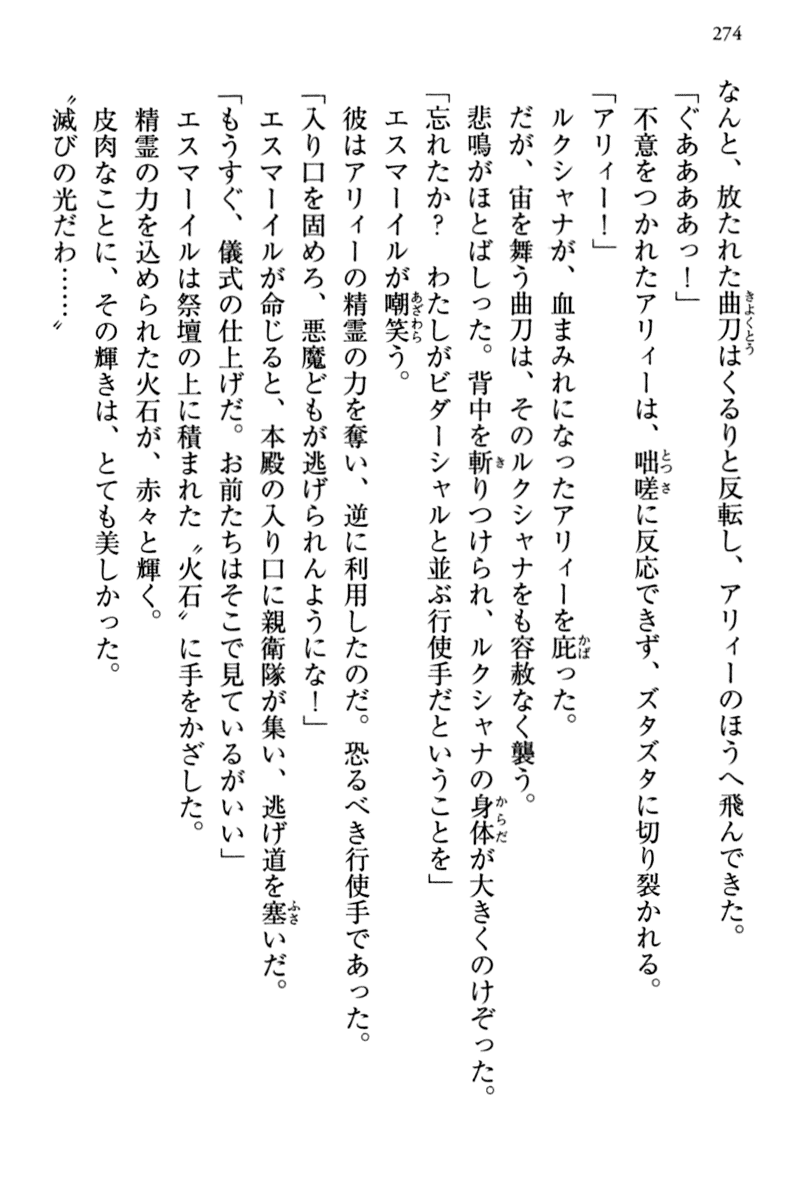 274
なんと、放たれた曲刀はくるりと反転し、アリィーのほうへ飛んできた。
「ぐああああっ！」
不意をつかれたアリィーは、咄嗟に反応できず、ズタズタに切り裂かれる。
「アリィー！」
ルクシャナが、血まみれになったアリィーを庇った。
だが、宙を舞う曲刀は、そのルクシャナをも容赦なく襲う。
悲鳴がほとばしった。背中を斬りつけられ、ルクシャナの身体が大きくのけぞった。
「忘れたか？　わたしがビダーシャルと並ぶ行使手だということを」
エスマーイルが嘲笑う。
彼はアリィーの精霊の力を奪い、逆に利用したのだ。恐るべき行使手であった。
「入り口を固めろ、悪魔どもが逃げられんようにな！」
エスマーイルが命じると、本殿の入り口に親衛隊が集い、逃げ道を塞いだ。
「もうすぐ、儀式の仕上げだ。お前たちはそこで見ているがいい」
エスマーイルは祭壇の上に積まれた〝火石〟に手をかざした。
精霊の力を込められた火石が、赤々と輝く。
皮肉なことに、その輝きは、とても美しかった。
〝滅びの光だわ……〟